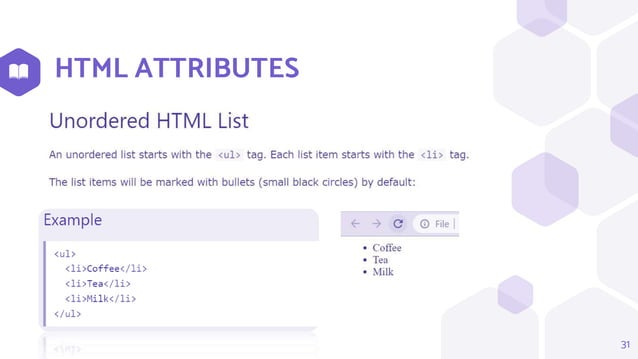 HTML ATTRIBUTES
Unordered HTML List
An unordered list starts with the <ul> tag. Each list item starts with the <li> tag.
The list items will be marked with bullets (small black circles) by default:
Example
<ul>
<li>Coffee</li>
<li>Tea</li>
<li>Milk</li>
</ul>
File
• Coffee
• Tea
• Milk
31